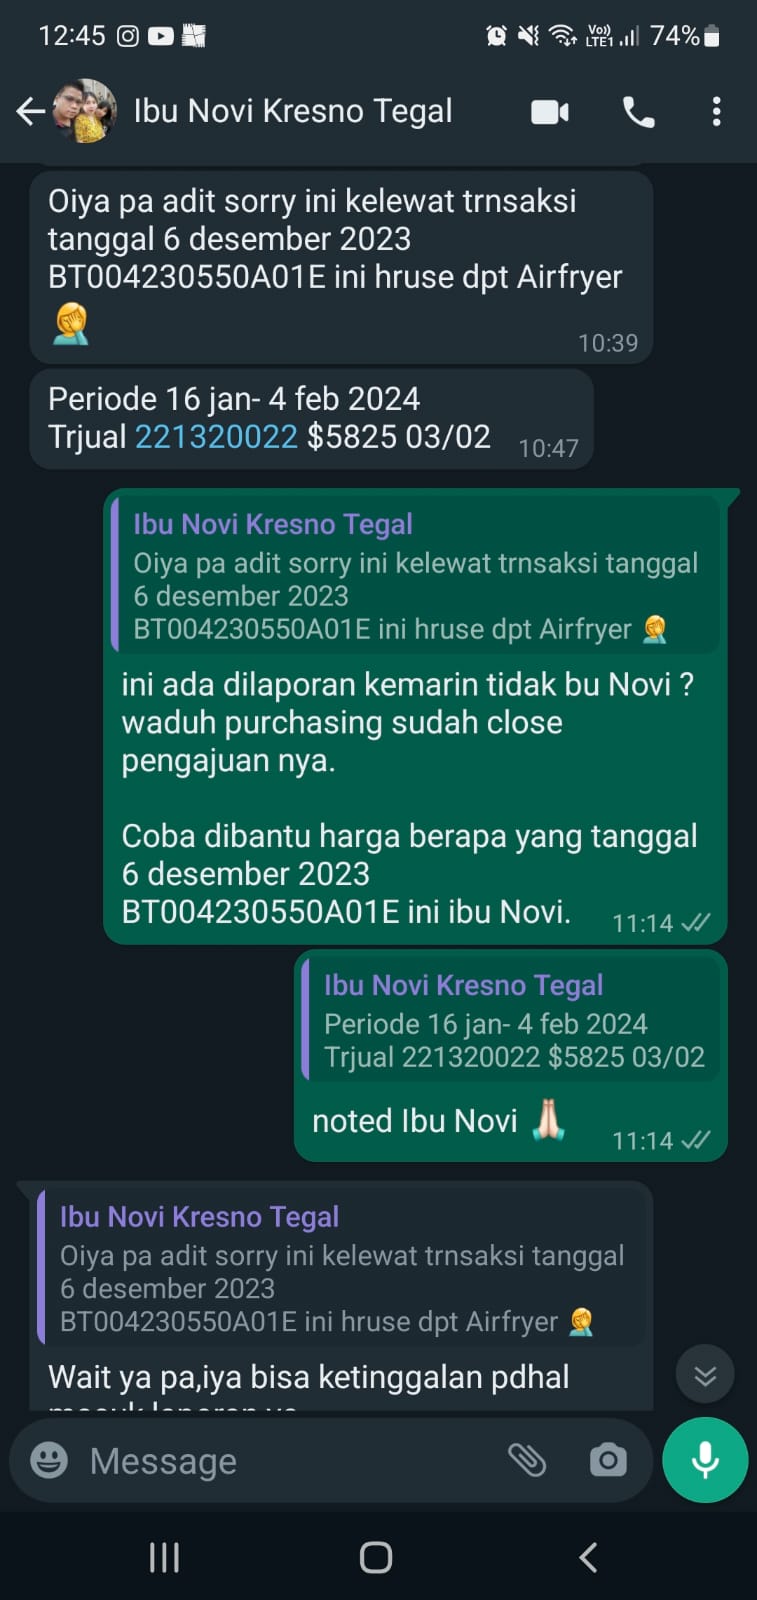 12:45
Vo)) LTE1 74%
Ibu Novi Kresno Tegal
Oiya pa adit sorry ini kelewat trnsaksi
tanggal 6 desember 2023
BT004230550A01E ini hruse dpt Airfryer
🤦
10:39
Periode 16 jan- 4 feb 2024
Trjual 221320022 $5825 03/02
10:47
Ibu Novi Kresno Tegal
Oiya pa adit sorry ini kelewat trnsaksi tanggal
6 desember 2023
BT004230550A01E ini hruse dpt Airfryer 🤦
ini ada dilaporan kemarin tidak bu Novi ?
waduh purchasing sudah close
pengajuan nya.
Coba dibantu harga berapa yang tanggal
6 desember 2023
BT004230550A01E ini ibu Novi.
11:14
Ibu Novi Kresno Tegal
Periode 16 jan- 4 feb 2024
Trjual 221320022 $5825 03/02
noted Ibu Novi 🙏🏻
11:14
Ibu Novi Kresno Tegal
Oiya pa adit sorry ini kelewat trnsaksi tanggal
6 desember 2023
BT004230550A01E ini hruse dpt Airfryer 🤦
Wait ya pa,iya bisa ketinggalan pdhal
Message